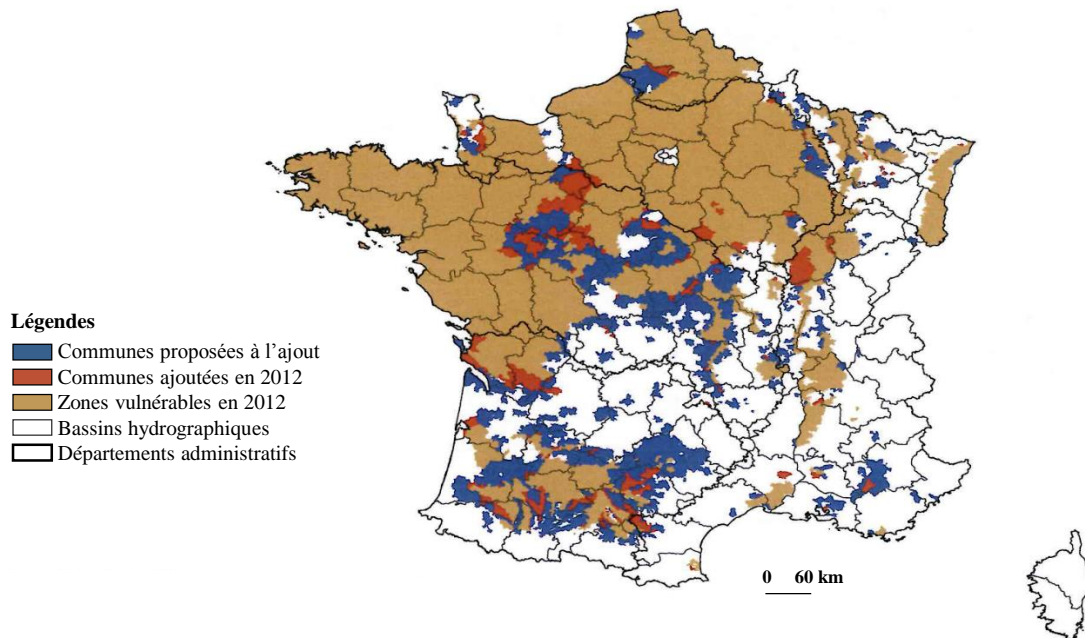 Légendes
Communes proposées à l'ajout
Communes ajoutées en 2012
Zones vulnérables en 2012
Bassins hydrographiques
Départements administratifs
0 60 km